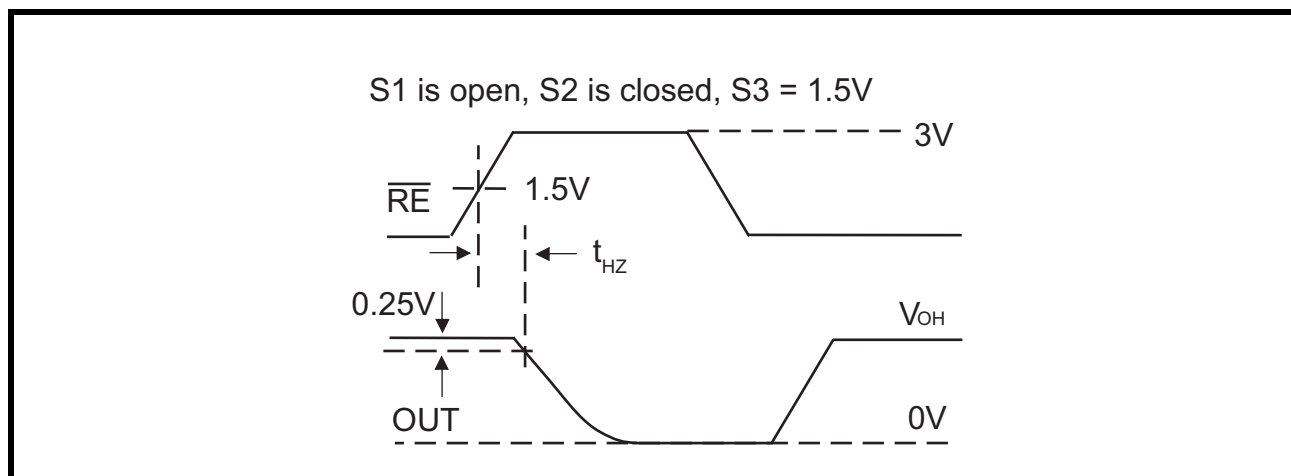 S1 is open, S2 is closed, S3 = 1.5V
3V
RE
1.5V
tHZ
0.25V
VOH
OUT
0V